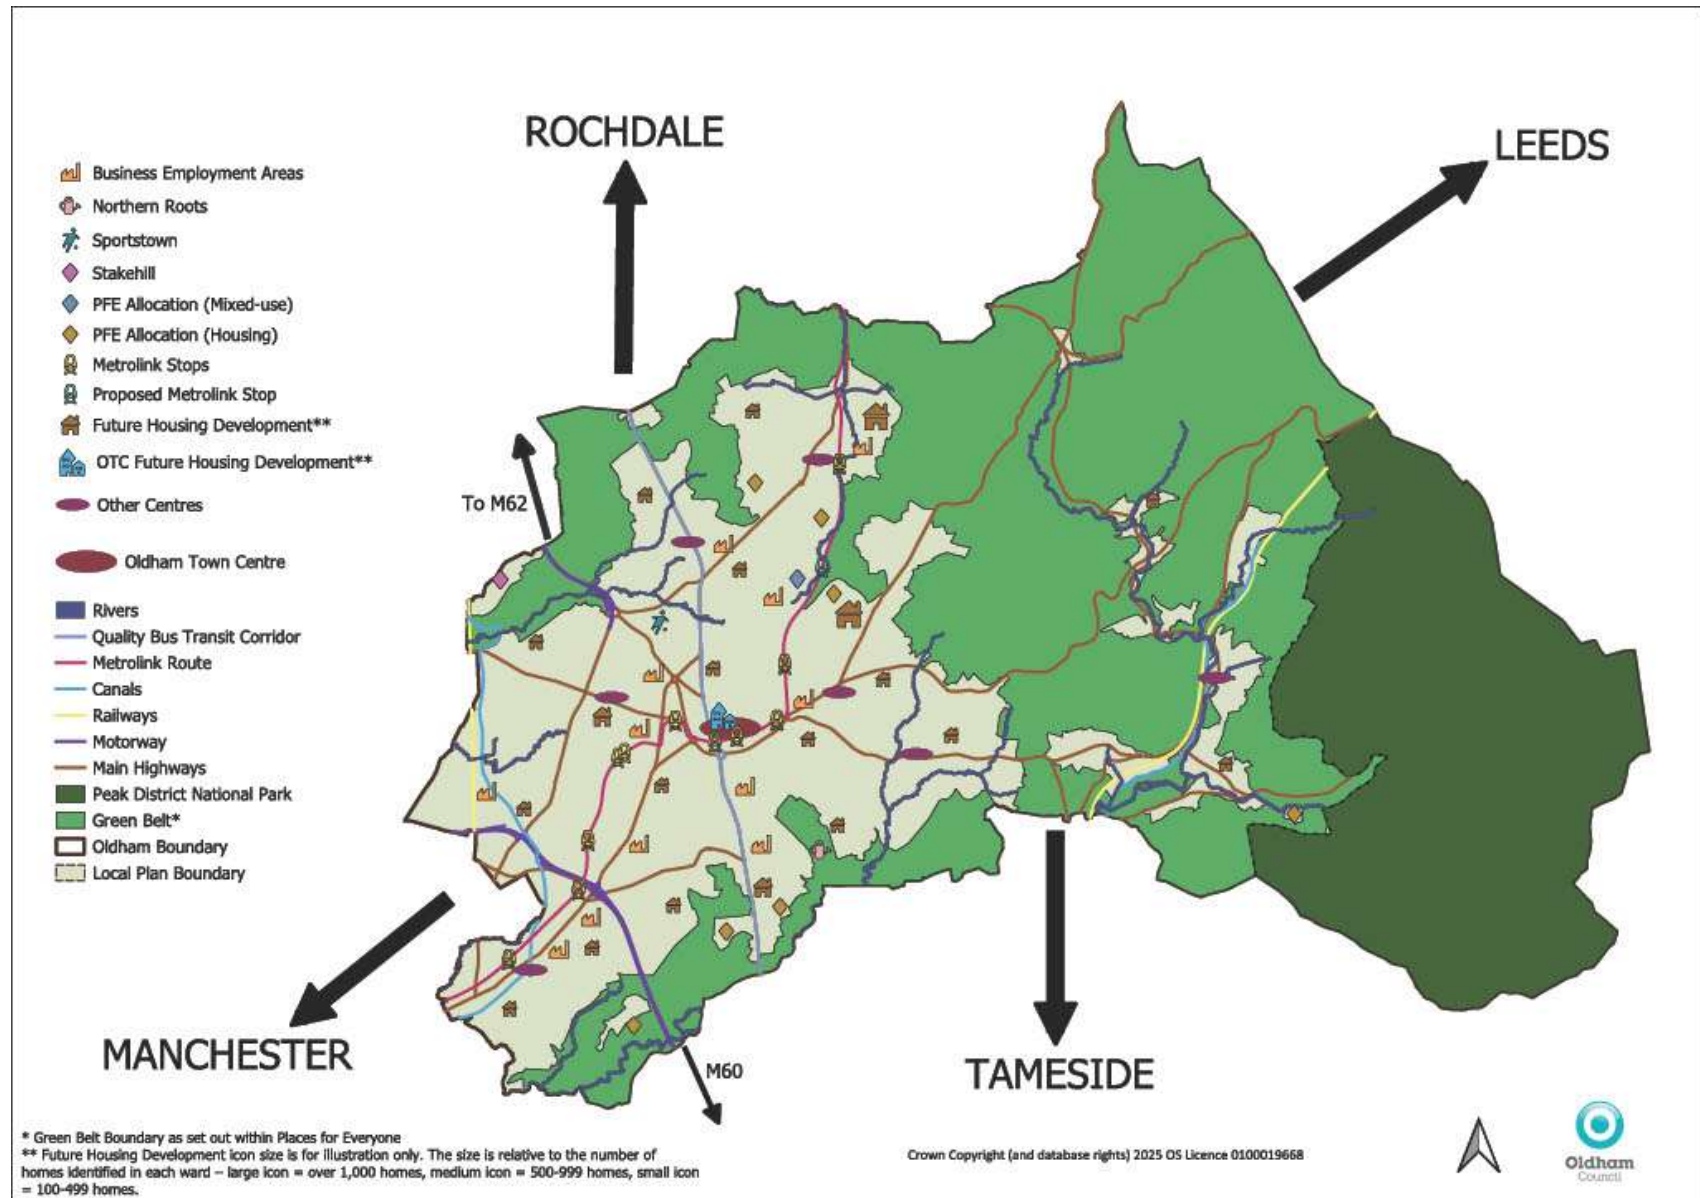 ROCHDALE
LEEDS
Business Employment Areas
Northern Roots
Sportstown
Stakehill
PFE Allocation (Mixed-use)
PFE Allocation (Housing)
Metrolink Stops
Proposed Metrolink Stop
Future Housing Development**
OTC Future Housing Development**
Other Centres
Oldham Town Centre
Rivers
Quality Bus Transit Corridor
Metrolink Route
Canals
Railways
Motorway
Main Highways
Peak District National Park
Green Belt*
Oldham Boundary
Local Plan Boundary
To M62
MANCHESTER
M60
TAMESIDE
* Green Belt Boundary as set out within Places for Everyone
** Future Housing Development icon size is for illustration only. The size is relative to the number of
homes identified in each ward – large icon = over 1,000 homes, medium icon = 500-999 homes, small icon
= 100-499 homes.
Crown Copyright (and database rights) 2025 OS Licence 0100019668
Oldham
Council